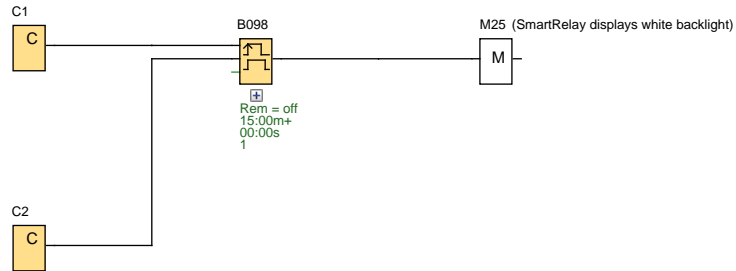 C1
C
B098
M25 (SmartRelay displays white backlight)
M
Rem = off
15:00m+
00:00s
1
C2
C